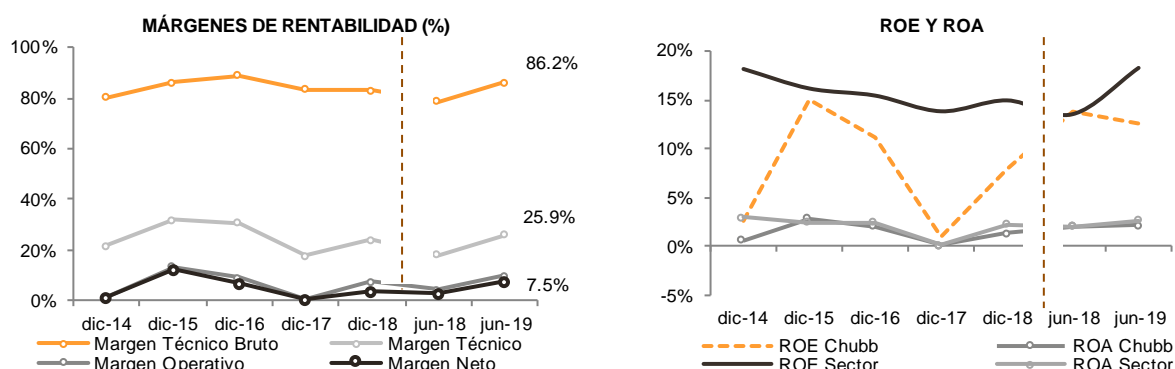 MÁRGENES DE RENTABILIDAD (%)
100%
80%
60%
40%
20%
0%
86.2%
25.9%
7.5%
dic-14 dic-15 dic-16 dic-17 dic-18 jun-18 jun-19
Margen Técnico Bruto Margen Técnico
Margen Operativo Margen Neto
ROE Y ROA
20%
15%
10%
5%
0%
-5%
dic-14 dic-15 dic-16 dic-17 dic-18 jun-18 jun-19
ROE Chubb ROA Chubb
ROE Sector ROA Sector